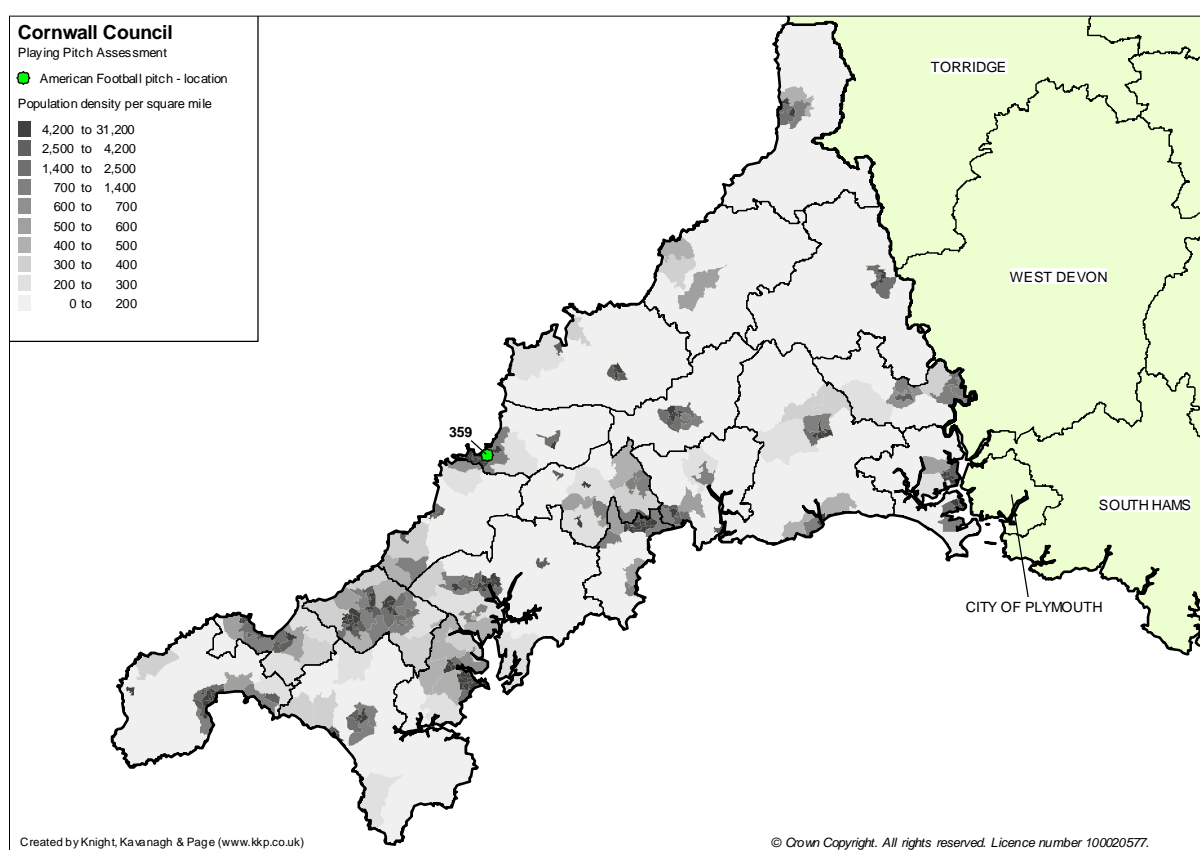 Cornwall Council
Playing Pitch Assessment
American Football pitch - location
Population density per square mile
4,200 to 31,200
2,500 to 4,200
1,400 to 2,500
700 to 1,400
600 to 700
500 to 600
400 to 500
300 to 400
200 to 300
0 to 200
TORRIDGE
WEST DEVON
359
SOUTH HAMS
CITY OF PLYMOUTH
Created by Knight, Kavanagh & Page (www.kkp.co.uk)
© Crown Copyright. All rights reserved. Licence number 100020577.